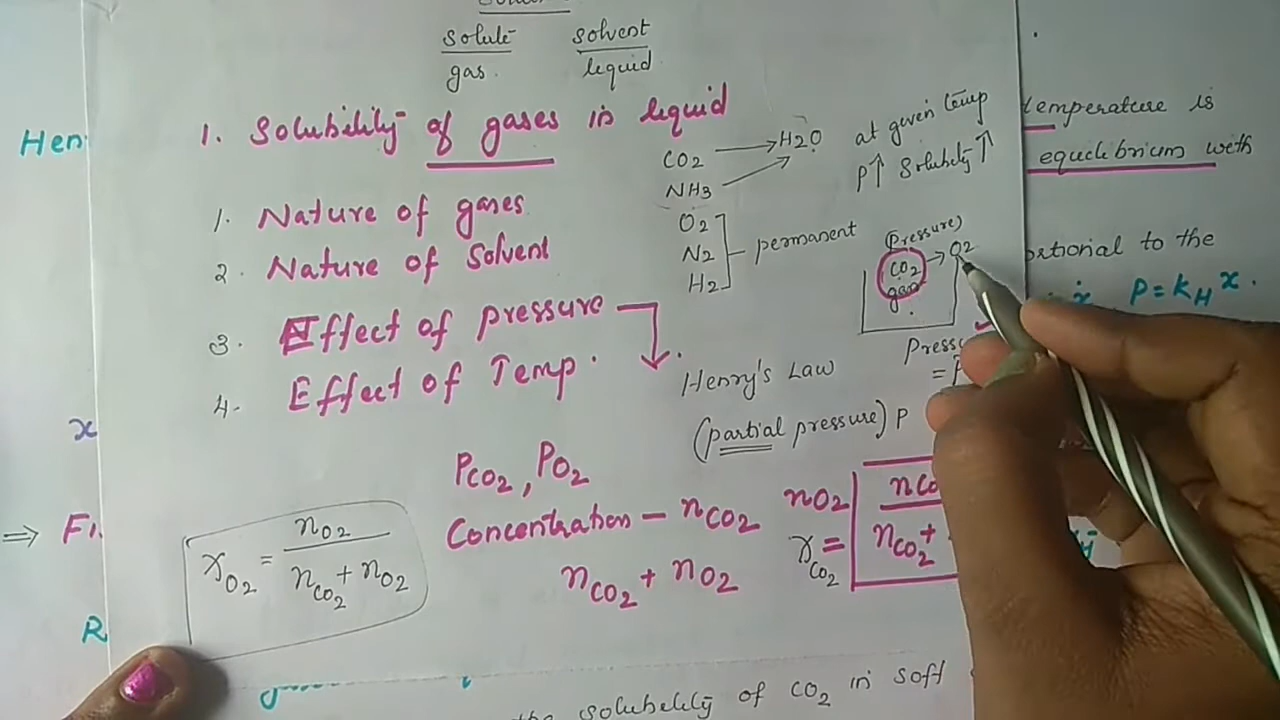 solute solvent
gas. liquid
1. Solubility of gases in liquid
CO2 → H2O
NH3
at given temp
P↑ Solubility↑
1. Nature of gases
2. Nature of Solvent
3. Effect of pressure
4. Effect of Temp.
O2
N2
H2
permanent
(Pressure)
CO2 → O2
gas
Henry's Law
(partial pressure) P
PCO2, PO2
Concentration – nCO2 nO2
nCO2 + nO2
xO2 = nO2 / nCO2 + nO2
xCO2 =
nCO2 +
temperature is
equilibrium with
to the
P = KH x.
Hen
x
⇒ Fi
R
solubility of CO2 in soft